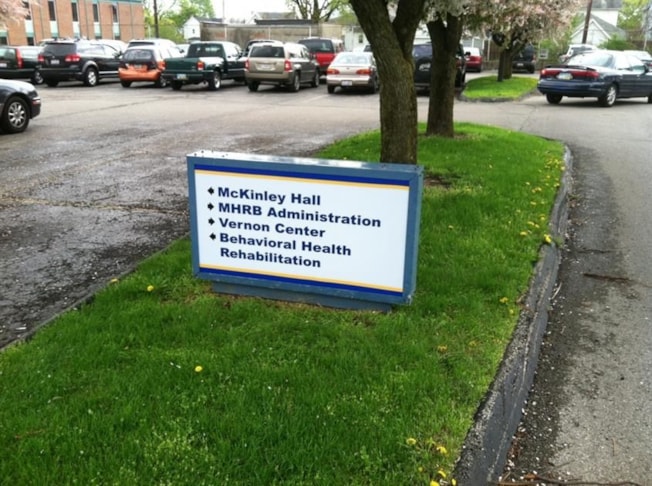 McKinley Hall
MHRB Administration
Vernon Center
Behavioral Health
Rehabilitation